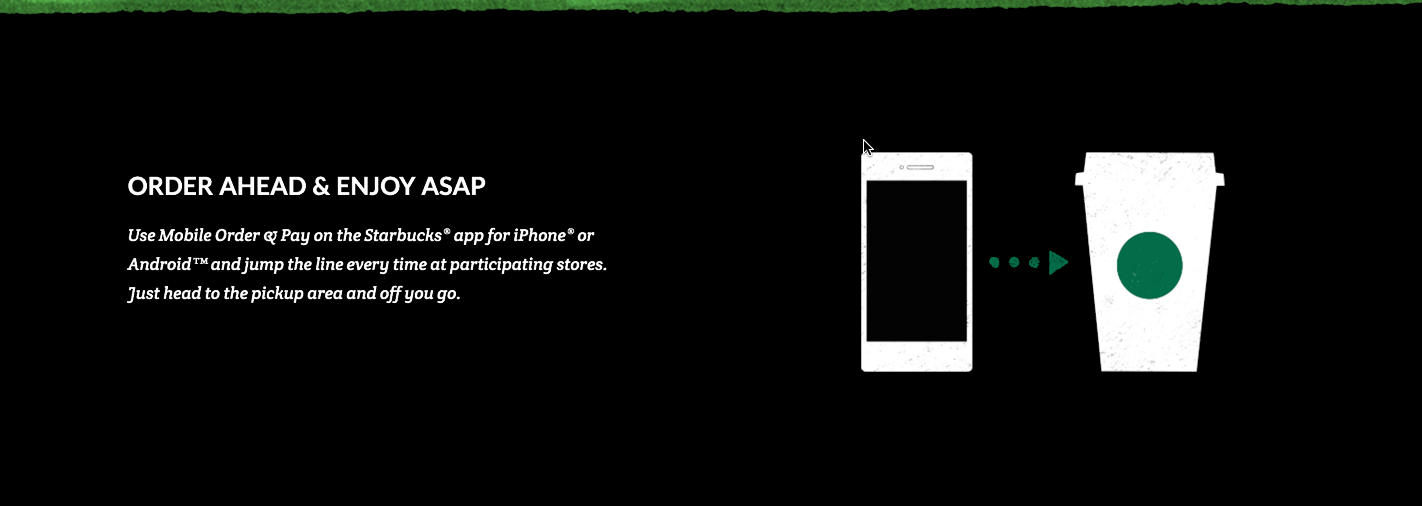 ORDER AHEAD & ENJOY ASAP
Use Mobile Order & Pay on the Starbucks® app for iPhone® or
Android™ and jump the line every time at participating stores.
Just head to the pickup area and off you go.